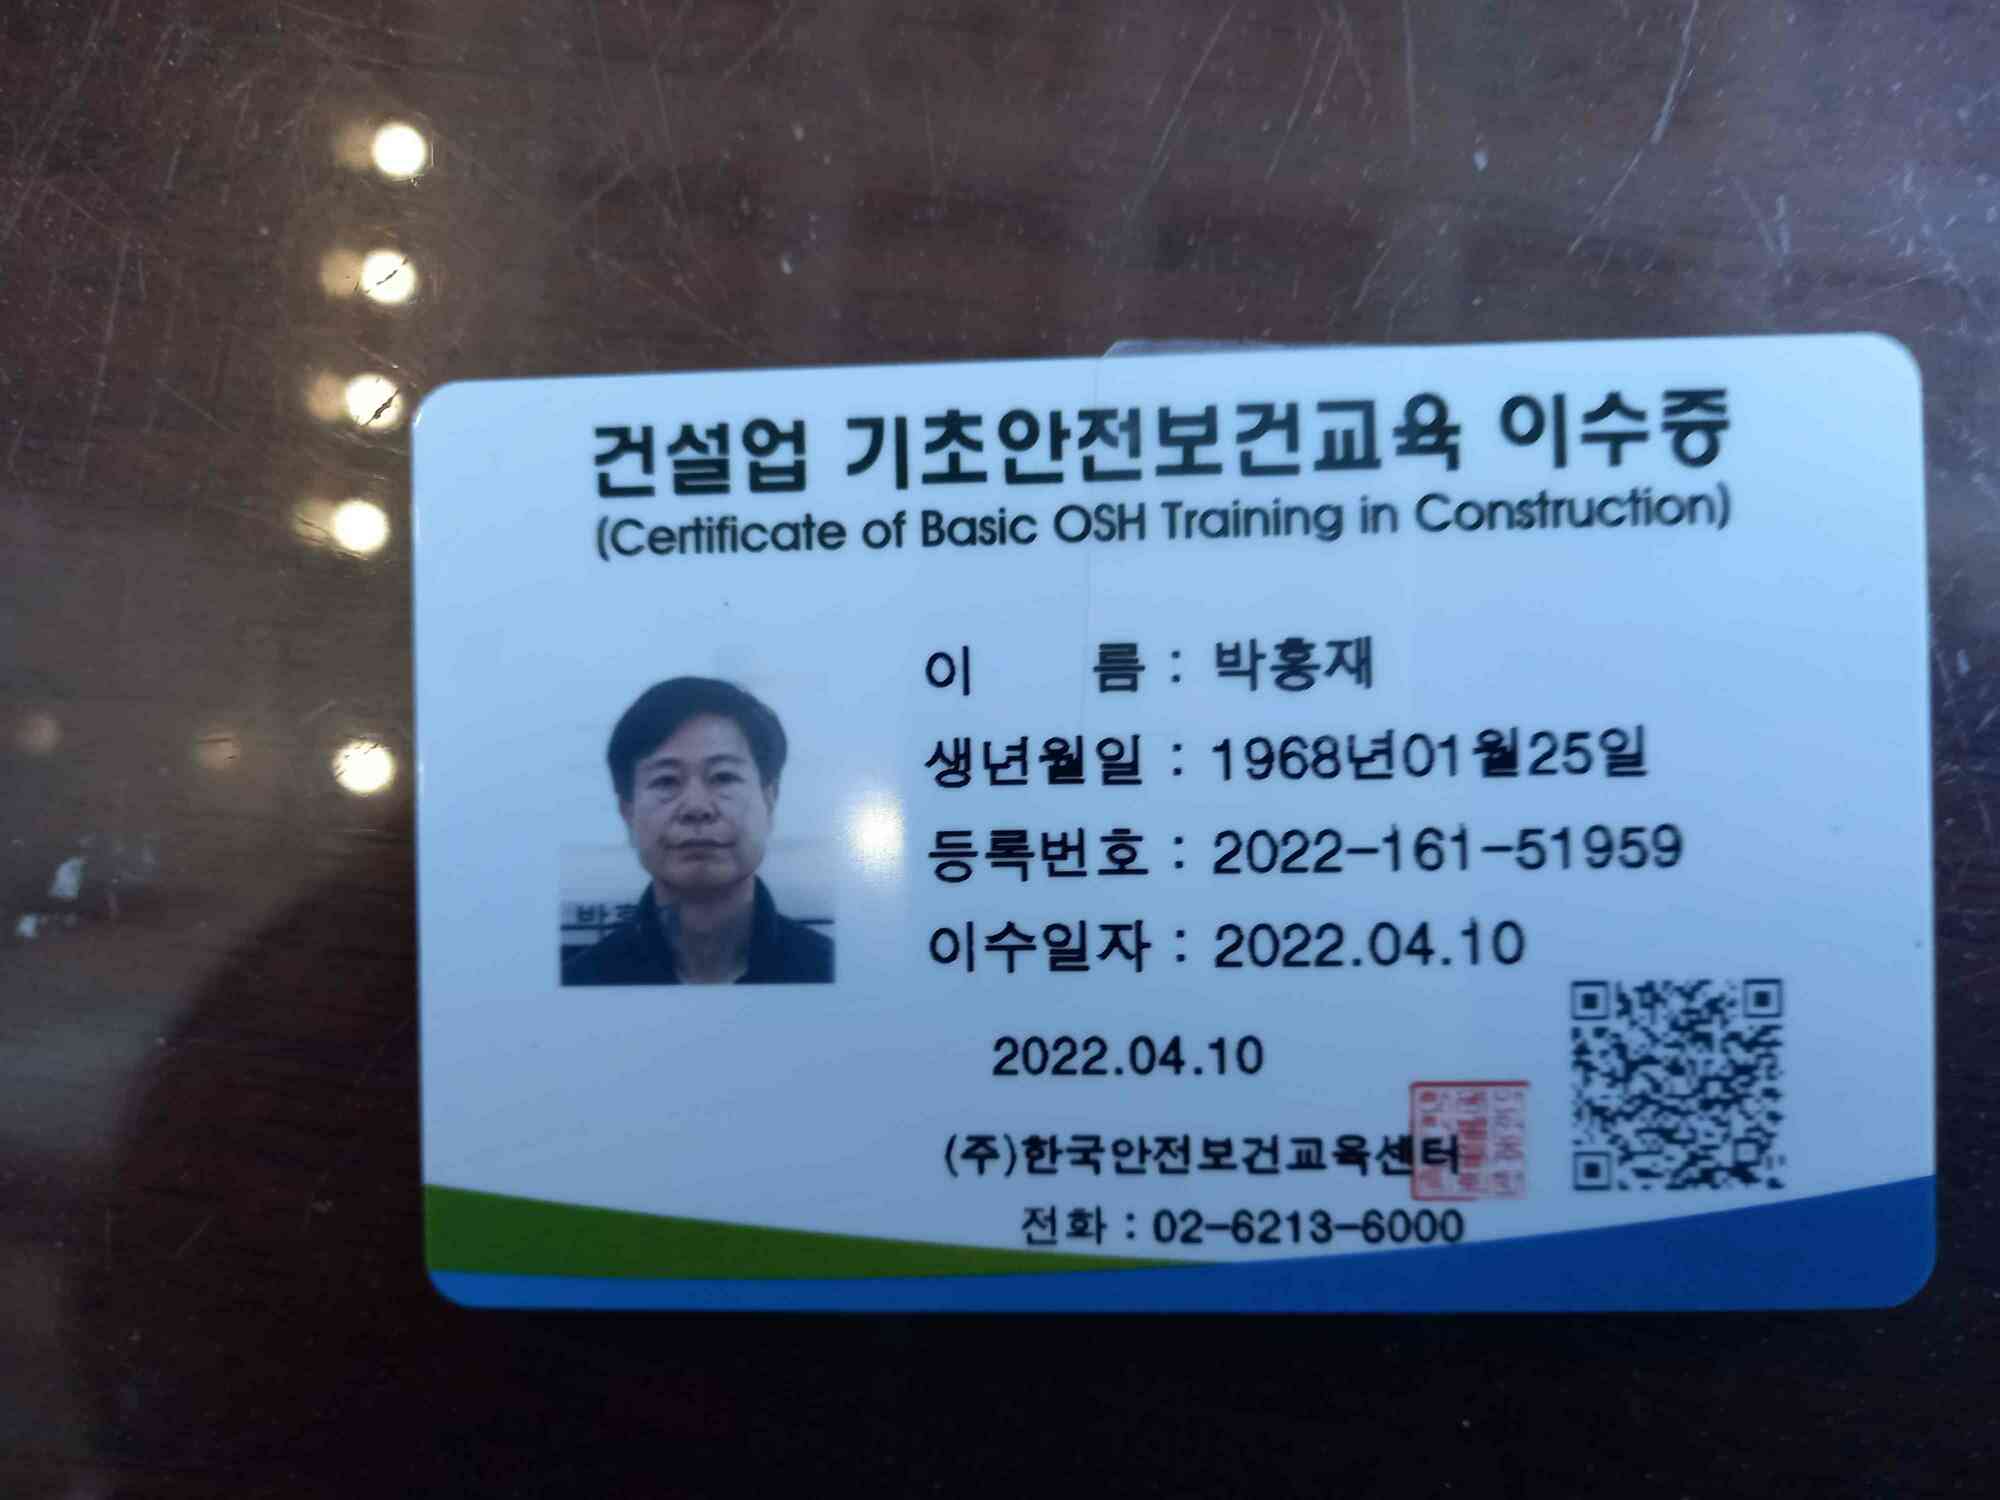 건설업 기초안전보건교육 이수증
(Certificate of Basic OSH Training in Construction)
이 름 : 박홍재
생년월일 : 1968년01월25일
등록번호 : 2022-161-51959
이수일자 : 2022.04.10
2022.04.10
(주)한국안전보건교육센터
전화 : 02-6213-6000